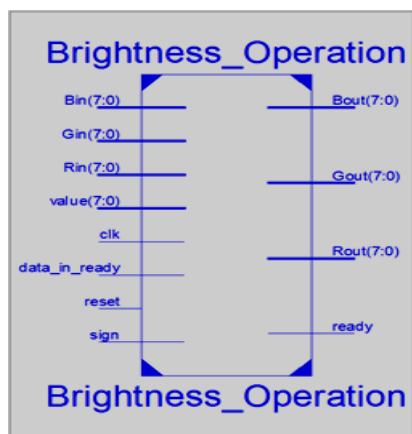 Brightness_Operation
Bin(7:0)
Gin(7:0)
Rin(7:0)
value(7:0)
clk
data_in_ready
reset
sign
Bout(7:0)
Gout(7:0)
Rout(7:0)
ready
Brightness_Operation